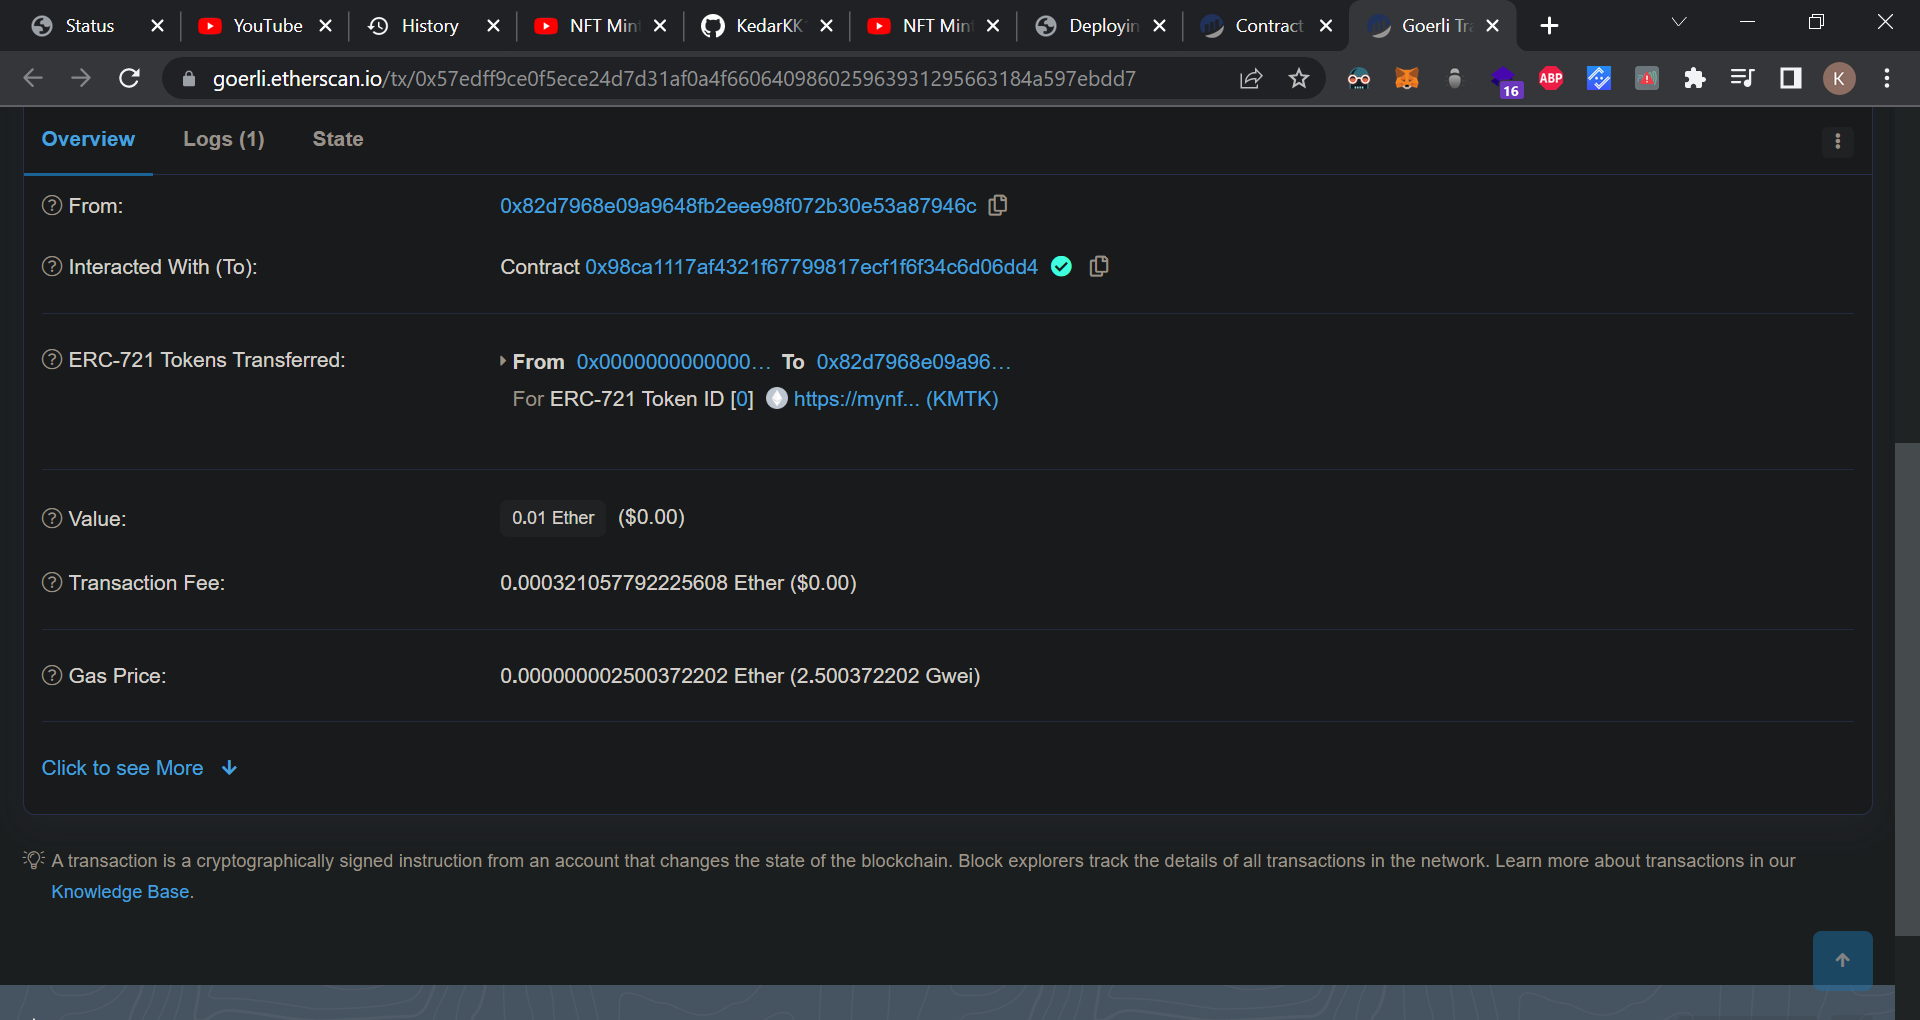 Status
YouTube
History
NFT Min
KedarKK
NFT Min
Deployin
Contract
Goerli Tr
goerli.etherscan.io/tx/0x57edff9ce0f5ece24d7d31af0a4f660640986025963931295663184a597ebdd7
16
ABP
K
Overview
Logs (1)
State
From:
0x82d7968e09a9648fb2eee98f072b30e53a87946c
Interacted With (To):
Contract 0x98ca1117af4321f67799817ecf1f6f34c6d06dd4
ERC-721 Tokens Transferred:
From 0x0000000000000... To 0x82d7968e09a96...
For ERC-721 Token ID [0] https://mynf... (KMTK)
Value:
0.01 Ether ($0.00)
Transaction Fee:
0.000321057792225608 Ether ($0.00)
Gas Price:
0.000000002500372202 Ether (2.500372202 Gwei)
Click to see More
A transaction is a cryptographically signed instruction from an account that changes the state of the blockchain. Block explorers track the details of all transactions in the network. Learn more about transactions in our
Knowledge Base.